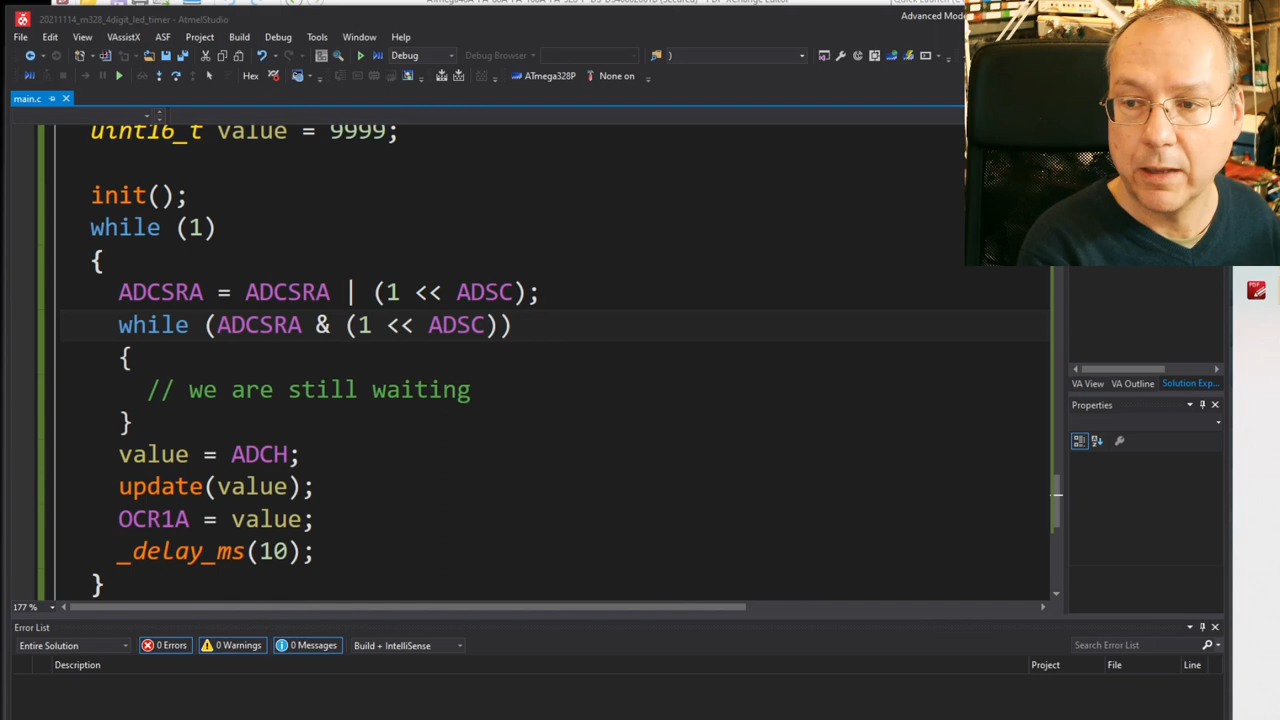 20211114_m328_4digit_led_timer - AtmelStudio
Advanced Mode
File Edit View VAssistX ASF Project Build Debug Tools Window Help
Debug Debug Browser )
Hex ATmega328P None on
main.c
uint16_t value = 9999;
init();
while (1)
{
ADCSRA = ADCSRA | (1 << ADSC);
while (ADCSRA & (1 << ADSC))
{
// we are still waiting
}
value = ADCH;
update(value);
OCR1A = value;
_delay_ms(10);
}
177 %
VA View VA Outline Solution Exp...
Properties
Error List
Entire Solution 0 Errors 0 Warnings 0 Messages Build + IntelliSense Search Error List
Description Project File Line